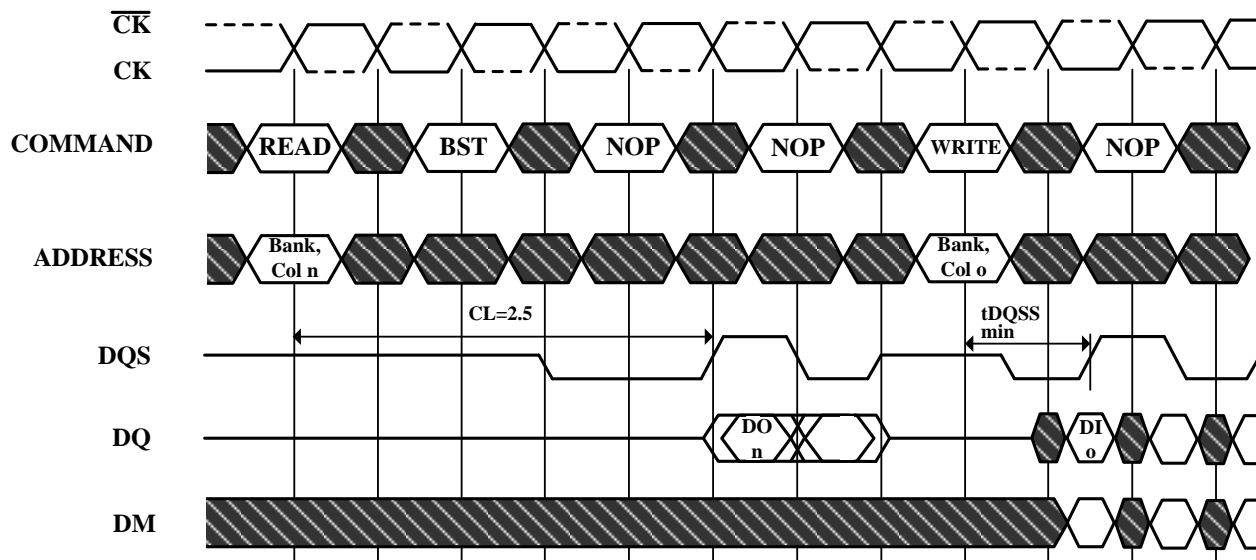 CK
CK
COMMAND
READ
BST
NOP
NOP
WRITE
NOP
ADDRESS
Bank,
Col n
Bank,
Col o
CL=2.5
tDQSS
min
DQS
DQ
DO
n
DI
o
DM